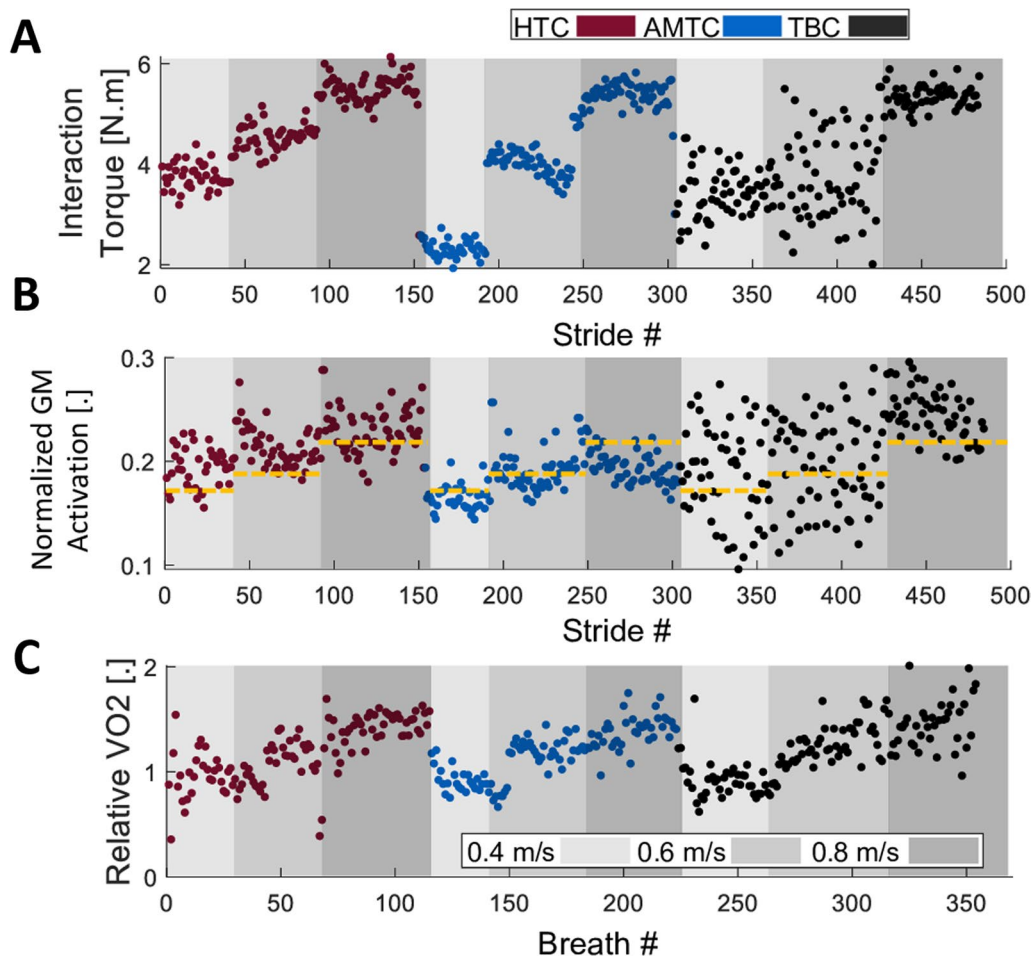 HTC AMTC TBC
A
Interaction
Torque [N.m]
6
4
2
0 50 100 150 200 250 300 350 400 450 500
Stride #
B
Normalized GM
Activation [.]
0.3
0.2
0.1
0 50 100 150 200 250 300 350 400 450 500
Stride #
C
Relative VO2 [.]
2
1
0
0.4 m/s 0.6 m/s 0.8 m/s
0 50 100 150 200 250 300 350
Breath #